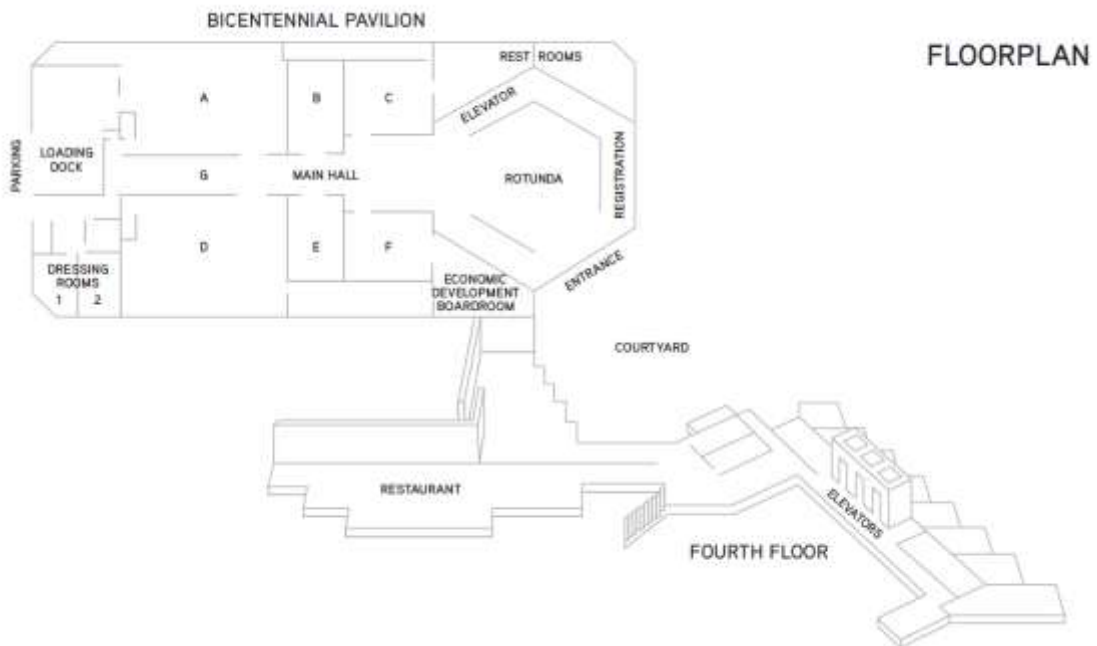 BICENTENNIAL PAVILION
FLOORPLAN
REST ROOMS
A
B
C
ELEVATOR
PARKING
LOADING
DOCK
G
MAIN HALL
ROTUNDA
REGISTRATION
D
E
F
ENTRANCE
DRESSING
ROOMS
1 2
ECONOMIC
DEVELOPMENT
BOARDROOM
COURTYARD
RESTAURANT
ELEVATORS
FOURTH FLOOR